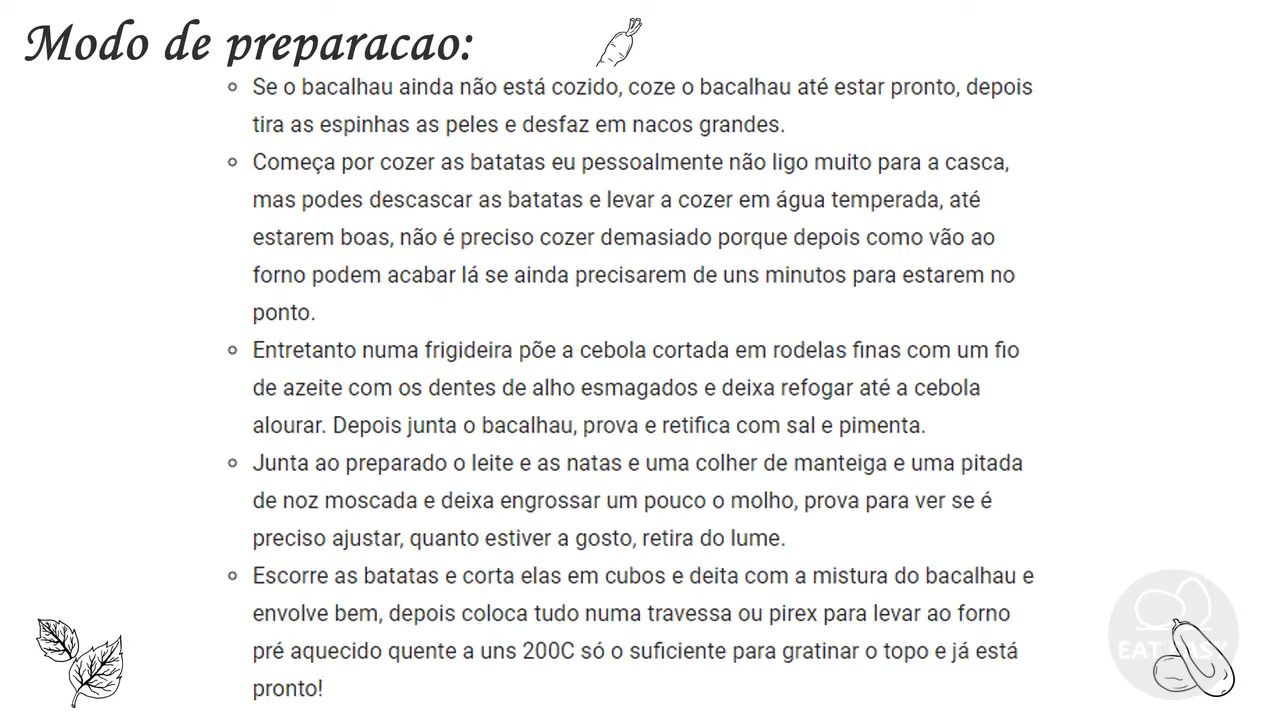 Modo de preparacao:
Se o bacalhau ainda não está cozido, coze o bacalhau até estar pronto, depois
tira as espinhas as peles e desfaz em nacos grandes.
Começa por cozer as batatas eu pessoalmente não ligo muito para a casca,
mas podes descascar as batatas e levar a cozer em água temperada, até
estarem boas, não é preciso cozer demasiado porque depois como vão ao
forno podem acabar lá se ainda precisarem de uns minutos para estarem no
ponto.
Entretanto numa frigideira põe a cebola cortada em rodelas finas com um fio
de azeite com os dentes de alho esmagados e deixa refogar até a cebola
alourar. Depois junta o bacalhau, prova e retifica com sal e pimenta.
Junta ao preparado o leite e as natas e uma colher de manteiga e uma pitada
de noz moscada e deixa engrossar um pouco o molho, prova para ver se é
preciso ajustar, quanto estiver a gosto, retira do lume.
Escorre as batatas e corta elas em cubos e deita com a mistura do bacalhau e
envolve bem, depois coloca tudo numa travessa ou pirex para levar ao forno
pré aquecido quente a uns 200C só o suficiente para gratinar o topo e já está
pronto!
EAT EASY